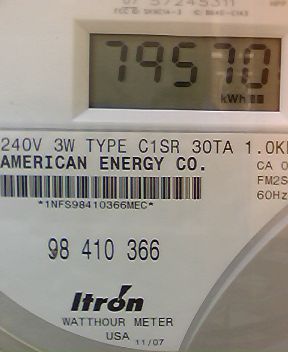 79570
kWh
240V 3W TYPE C1SR 30TA 1.0K
AMERICAN ENERGY CO.
CA 0
FM2S
60Hz
*1NFS98410366MEC*
98 410 366
Itron
WATTHOUR METER
USA 11/07